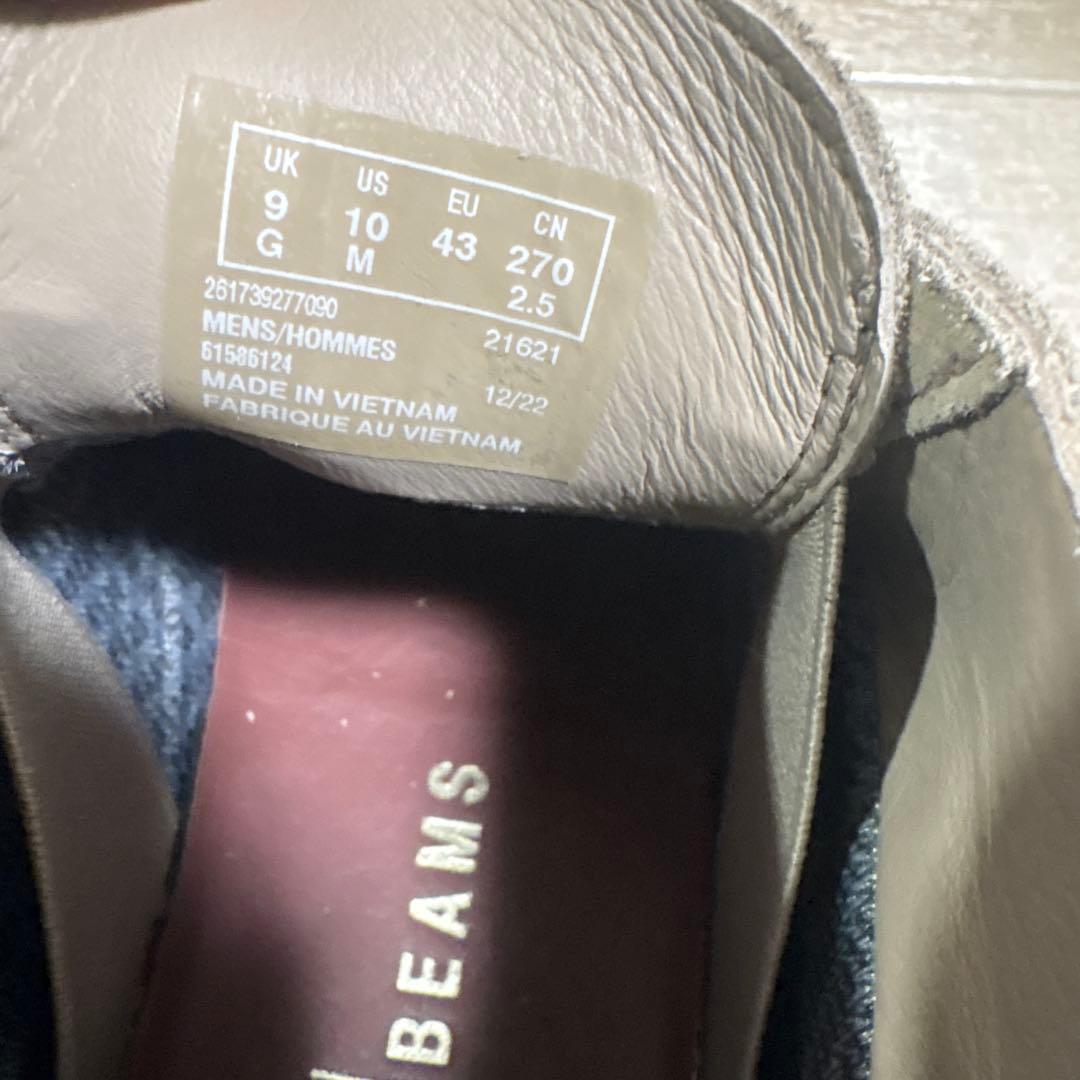 UK US EU CN
9 10 43 270
G M 2.5
261739277090
MENS/HOMMES 21621
61586124
MADE IN VIETNAM 12/22
FABRIQUE AU VIETNAM
BEAMS